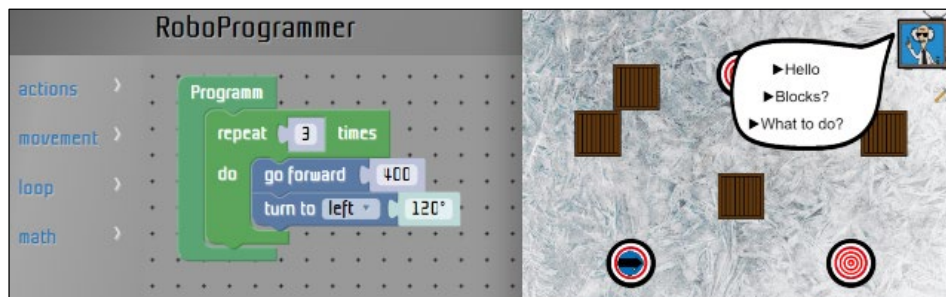 RoboProgrammer
actions
movement
loop
math
Programm
repeat 3 times
do go forward 400
turn to left 120°
▶Hello
▶Blocks?
▶What to do?